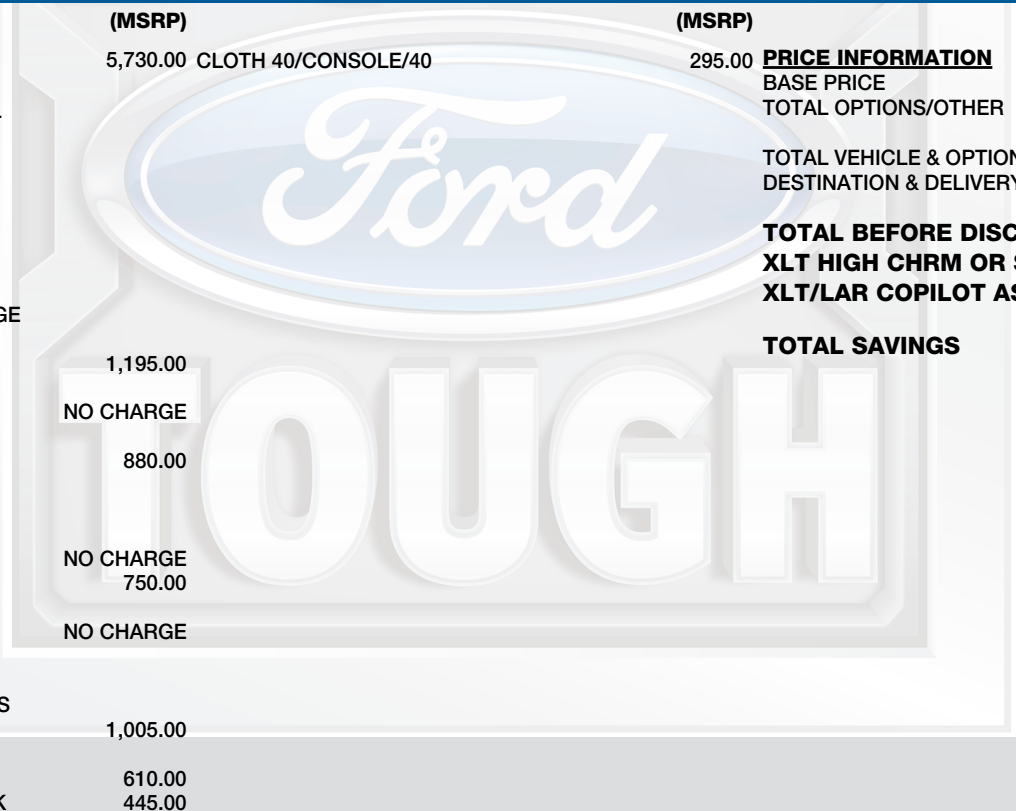 (MSRP) (MSRP)
5,730.00 CLOTH 40/CONSOLE/40 295.00 PRICE INFORMATION
BASE PRICE
TOTAL OPTIONS/OTHER
TOTAL VEHICLE & OPTION
DESTINATION & DELIVERY
TOTAL BEFORE DISC
XLT HIGH CHRM OR S
XLT/LAR COPILOT AS
GE
TOTAL SAVINGS
1,195.00
NO CHARGE
880.00
NO CHARGE
750.00
NO CHARGE
S
1,005.00
610.00
K 445.00
Ford
TOUGH